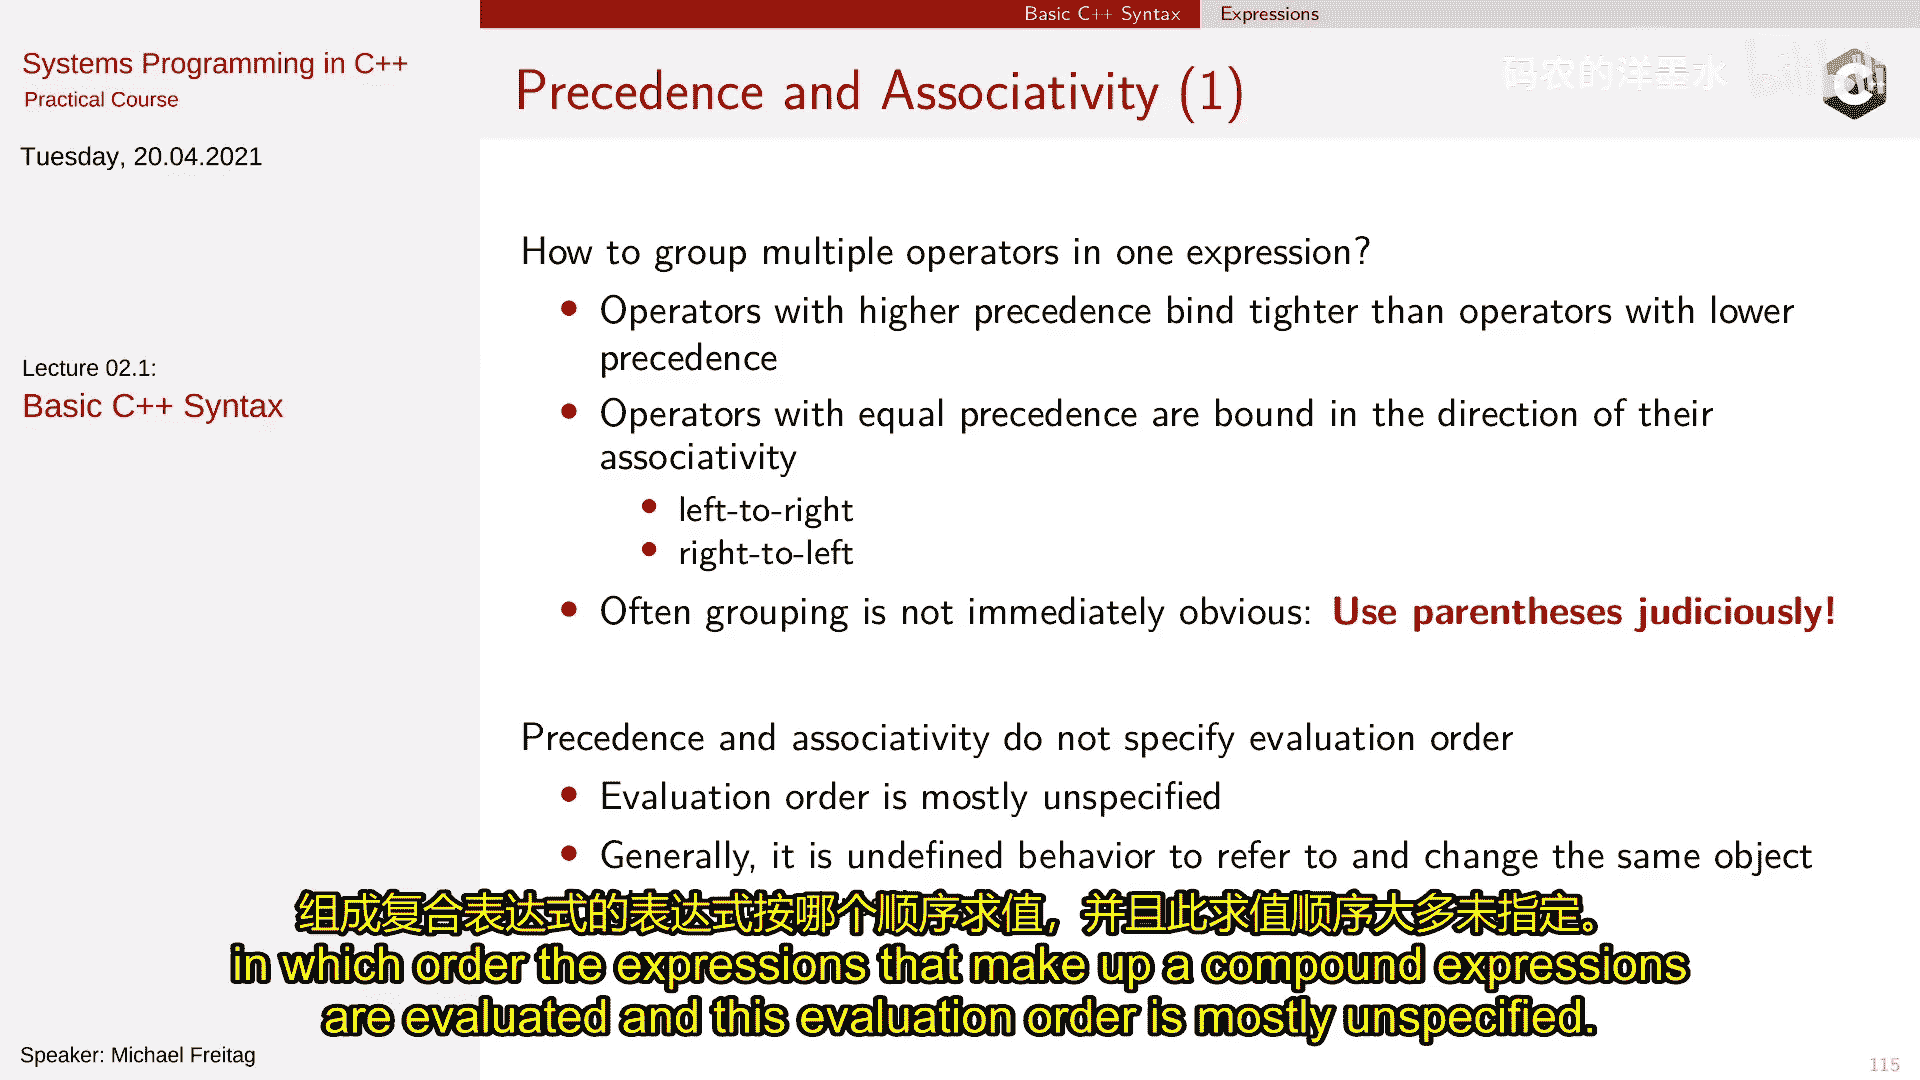 Basic C++ Syntax Expressions
Systems Programming in C++
Practical Course
Precedence and Associativity (1)
码农的洋墨水
Tuesday, 20.04.2021
Lecture 02.1:
Basic C++ Syntax
How to group multiple operators in one expression?
• Operators with higher precedence bind tighter than operators with lower
precedence
• Operators with equal precedence are bound in the direction of their
associativity
• left-to-right
• right-to-left
• Often grouping is not immediately obvious: Use parentheses judiciously!
Precedence and associativity do not specify evaluation order
• Evaluation order is mostly unspecified
• Generally, it is undefined behavior to refer to and change the same object
组成复合表达式的表达式按哪个顺序求值，并且此求值顺序大多未指定。
in which order the expressions that make up a compound expressions
are evaluated and this evaluation order is mostly unspecified.
Speaker: Michael Freitag
115